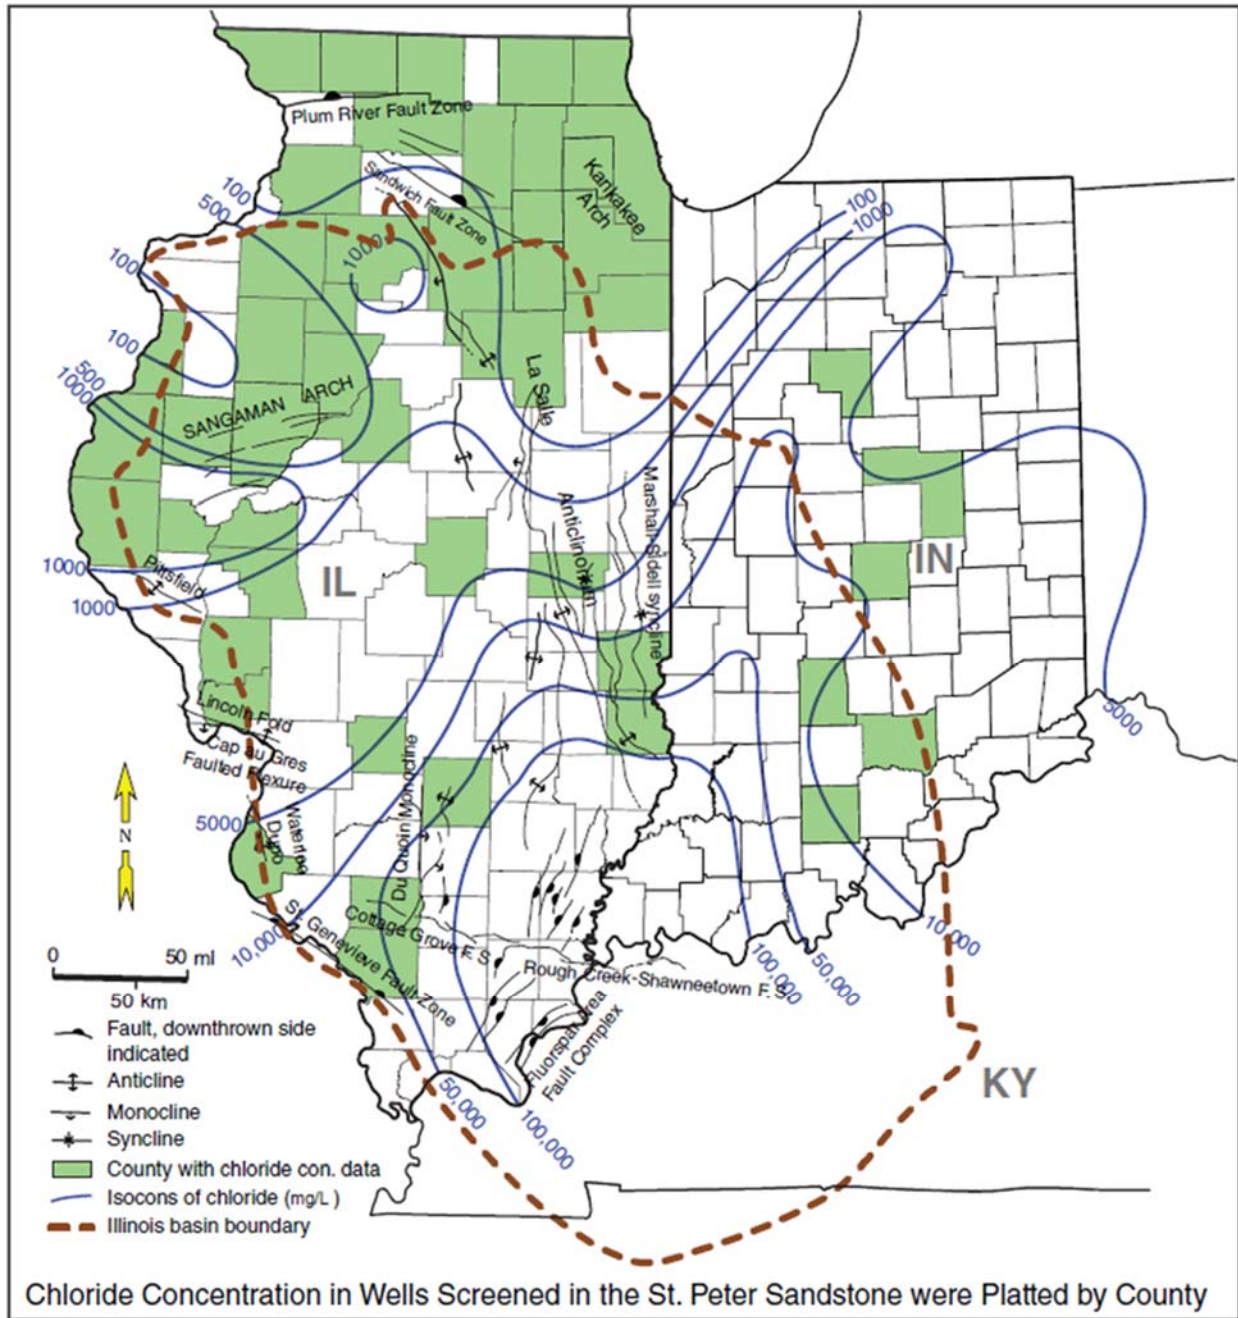 Plum River Fault Zone
Sandwich Fault Zone
Kankakee
Arch
100
500
100
1000
100
1000
100
500
1000
La Salle
SANGAMAN ARCH
Marshall-Sidell syncline
Anticlinorium
IL
IN
1000
Pittsfield
1000
Lincoln Fold
Cap au Gres
Faulted Flexure
5000
Du Quoin Monocline
Waterloo
Dupo
5000
N
St. Genevieve Fault Zone
Cottage Grove F. S
10,000
10,000
Rough Creek-Shawneetown F. S
100,000
50,000
0 50 ml
50 km
Fluorspar Area
Fault Complex
KY
50,000
100,000
Fault, downthrown side
indicated
Anticline
Monocline
Syncline
County with chloride con. data
Isocons of chloride (mg/L )
Illinois basin boundary
Chloride Concentration in Wells Screened in the St. Peter Sandstone were Platted by County